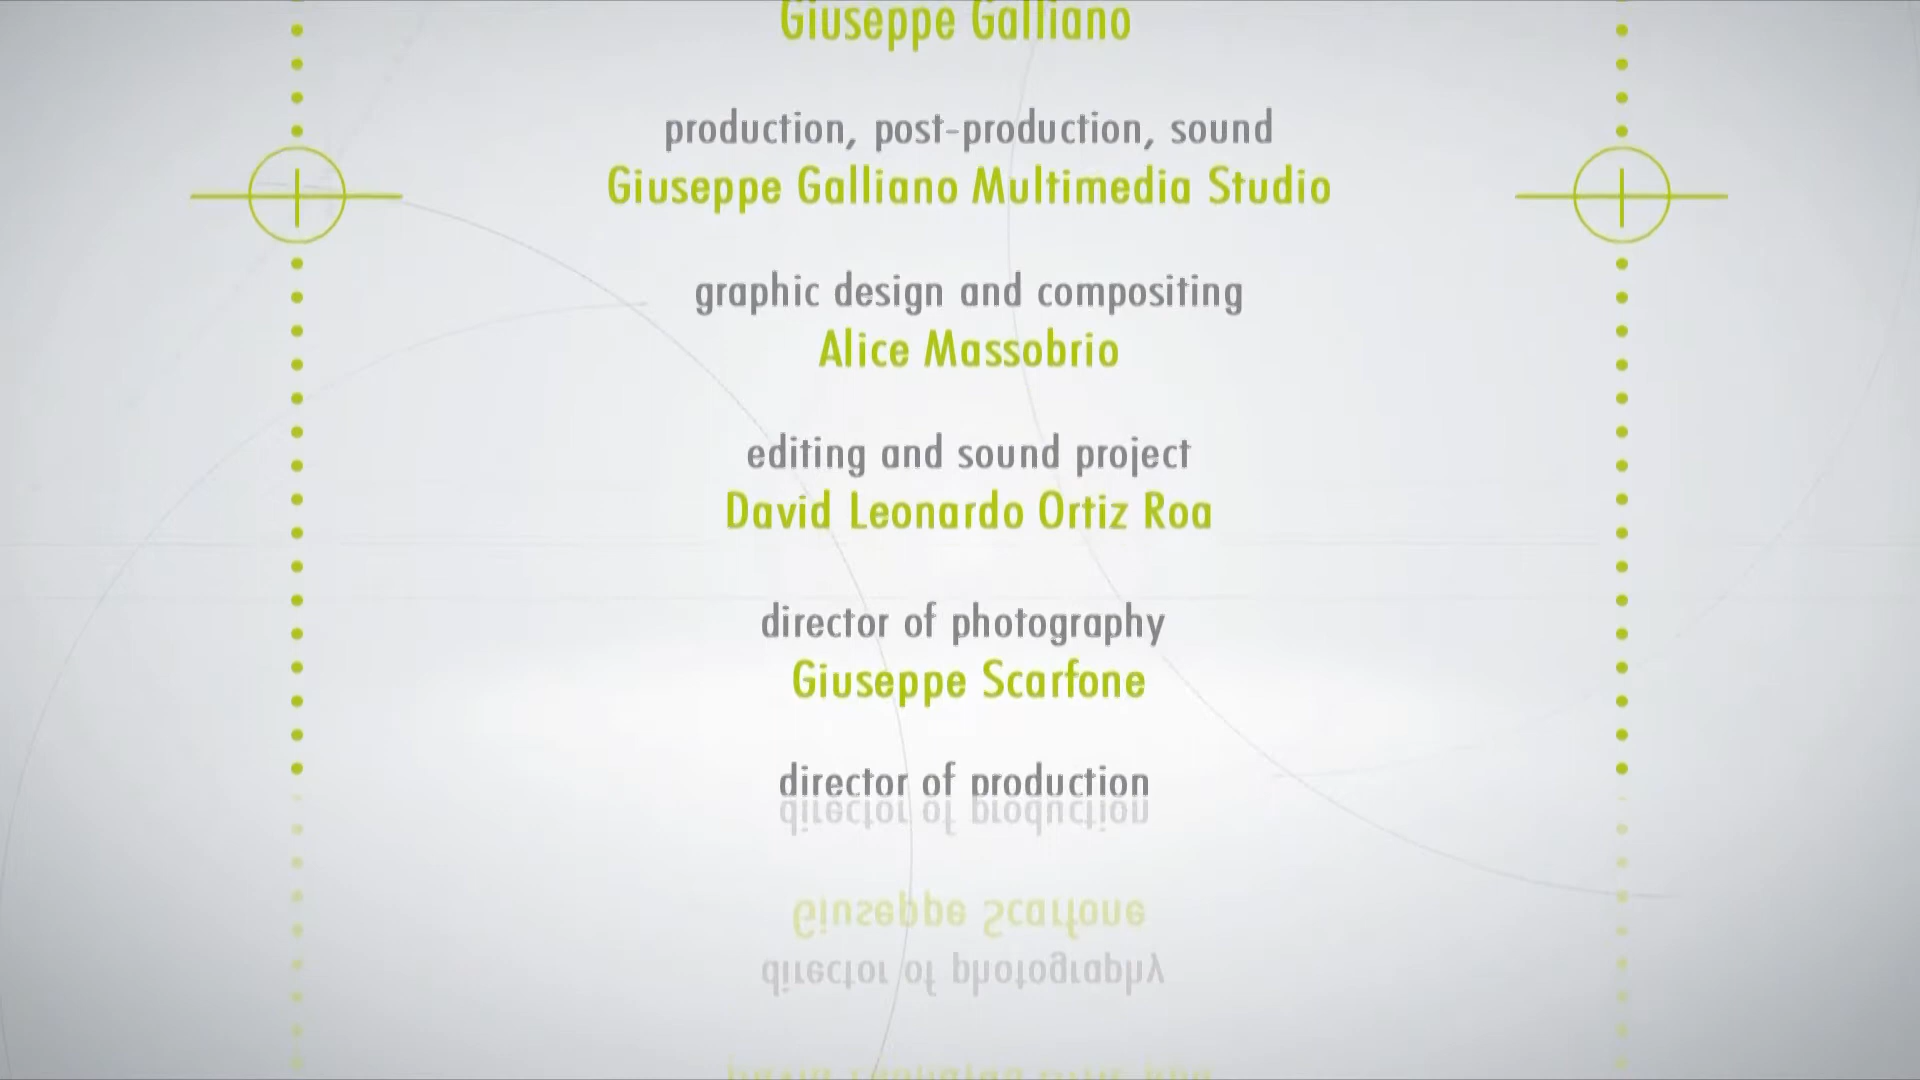 Giuseppe Galliano
production, post-production, sound
Giuseppe Galliano Multimedia Studio
graphic design and compositing
Alice Massobrio
editing and sound project
David Leonardo Ortiz Roa
director of photography
Giuseppe Scarfone
director of production